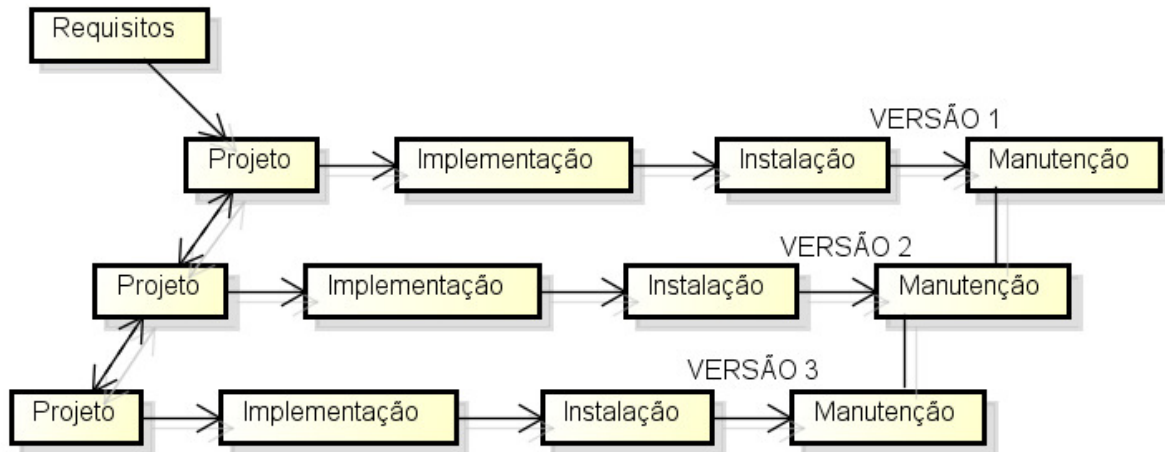 Requisitos
VERSÃO 1
Projeto
Implementação
Instalação
Manutenção
VERSÃO 2
Projeto
Implementação
Instalação
Manutenção
VERSÃO 3
Projeto
Implementação
Instalação
Manutenção